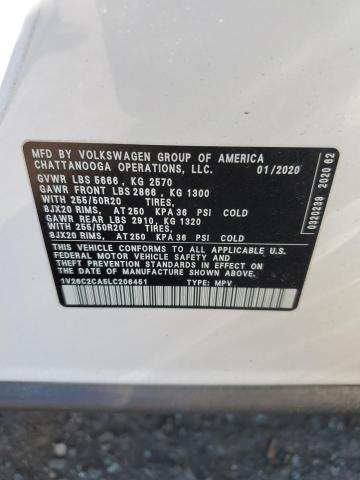 MFD BY VOLKSWAGEN GROUP OF AMERICA
CHATTANOOGA OPERATIONS, LLC. 01/2020
GVWR LBS 5666 , KG 2570
GAWR FRONT LBS 2866 , KG 1300
WITH 255/50R20 TIRES,
8JX20 RIMS, AT 250 KPA 36 PSI COLD
GAWR REAR LBS 2910, KG 1320
WITH 255/50R20 TIRES,
8JX20 RIMS, AT 250 KPA 36 PSI COLD
THIS VEHICLE CONFORMS TO ALL APPLICABLE U.S.
FEDERAL MOTOR VEHICLE SAFETY
AND THEFT PREVENTION STANDARDS IN EFFECT ON
THE DATE OF MANUFACTURE SHOWN ABOVE
1V26C2CA5LC206451 TYPE: MPV
0320239 2020 62